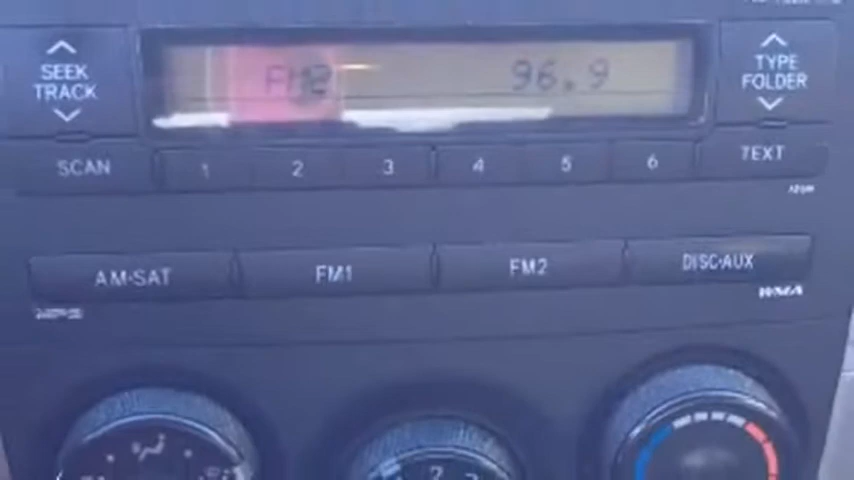 SEEK
TRACK
FM2 96.9
TYPE
FOLDER
SCAN 1 2 3 4 5 6 TEXT
AM·SAT FM1 FM2 DISC·AUX